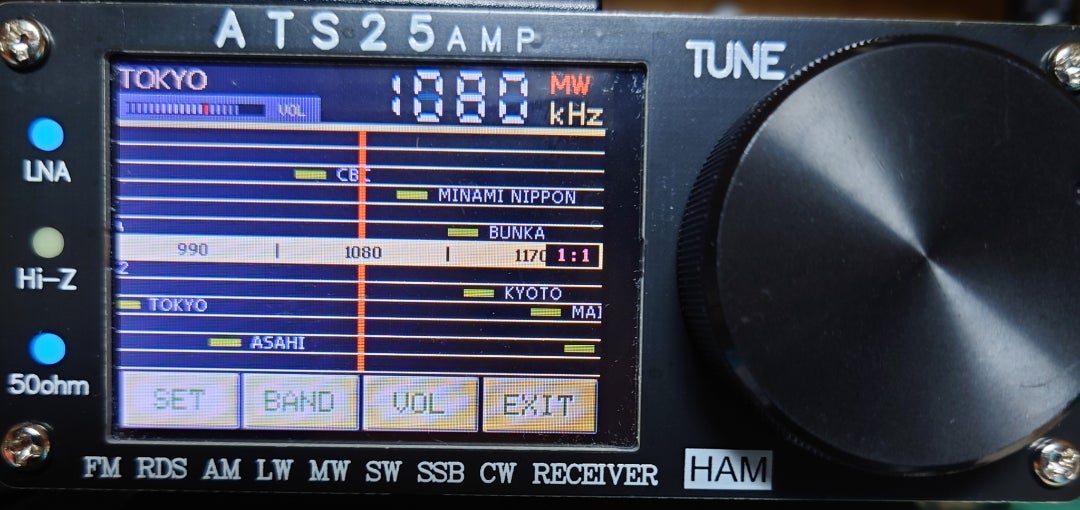 ATS25AMP
TUNE
TOKYO
1080
MW
kHz
VOL
LNA
CBC
MINAMI NIPPON
BUNKA
990 | 1080 | 1170
1:1
Hi-Z
2
KYOTO
TOKYO
ASAHI
50ohm
SET
BAND
VOL
EXIT
FM RDS AM LW MW SW SSB CW RECEIVER
HAM